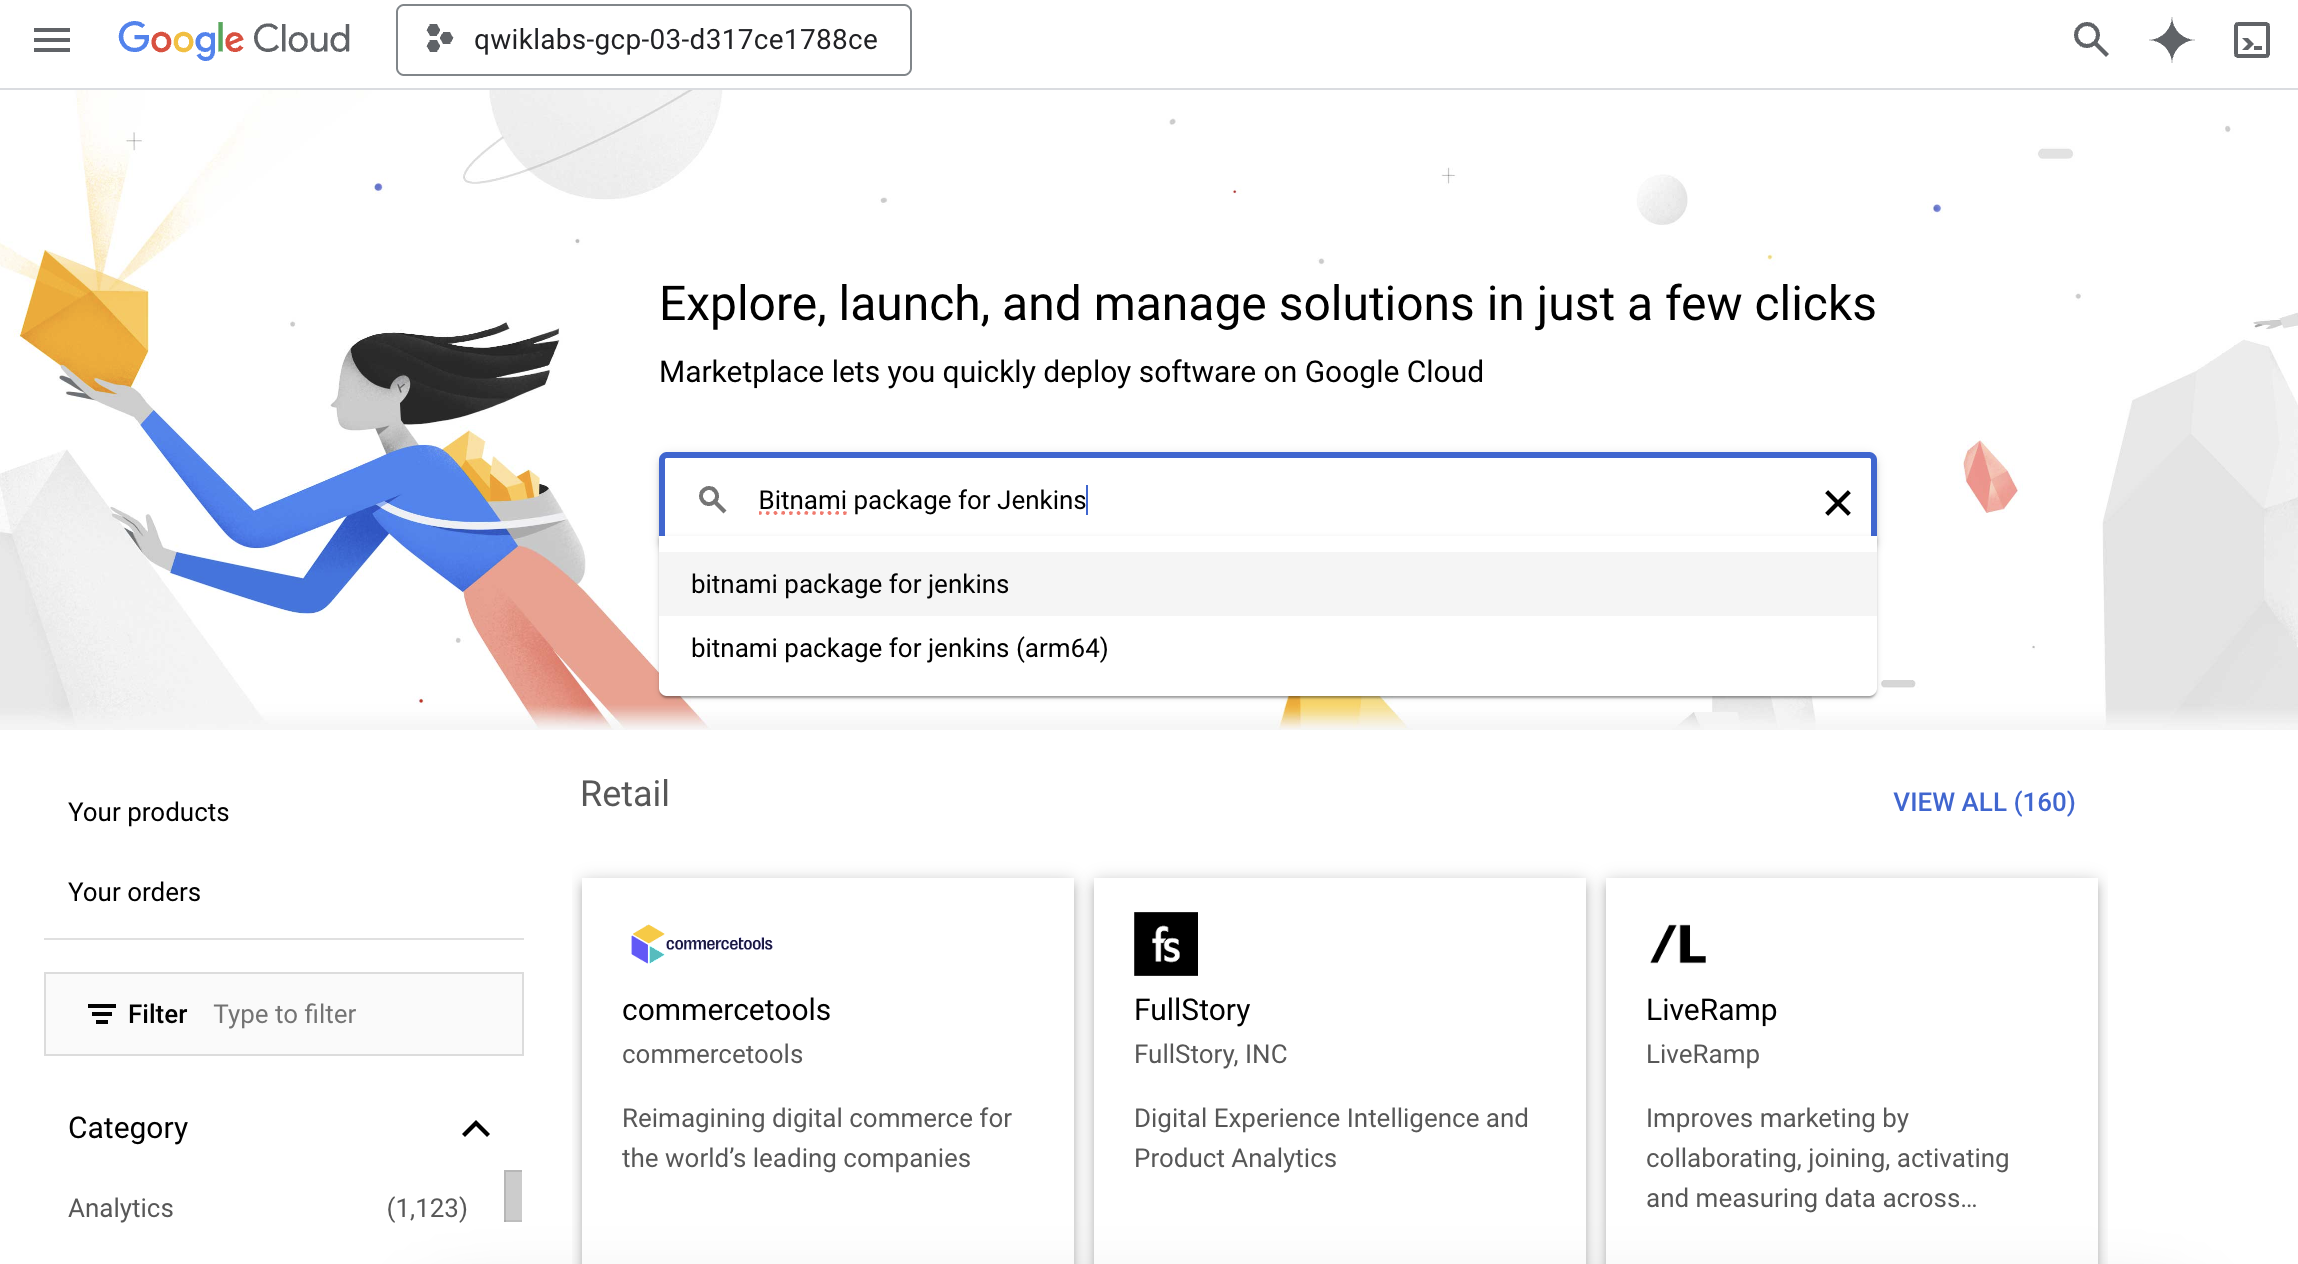 Google Cloud
qwiklabs-gcp-03-d317ce1788ce
Explore, launch, and manage solutions in just a few clicks
Marketplace lets you quickly deploy software on Google Cloud
Bitnami package for Jenkins
bitnami package for jenkins
bitnami package for jenkins (arm64)
Your products
Your orders
Filter Type to filter
Category
Analytics (1,123)
Retail
VIEW ALL (160)
commercetools
commercetools
commercetools
Reimagining digital commerce for
the world's leading companies
fs
FullStory
FullStory, INC
Digital Experience Intelligence and
Product Analytics
/L
LiveRamp
LiveRamp
Improves marketing by
collaborating, joining, activating
and measuring data across…